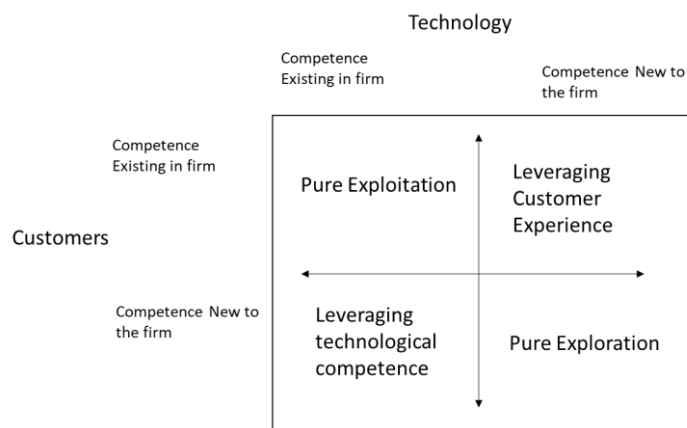 Technology
Competence
Existing in firm
Competence New to
the firm
Competence
Existing in firm
Pure Exploitation
Leveraging
Customer
Experience
Customers
Competence New to
the firm
Leveraging
technological
competence
Pure Exploration